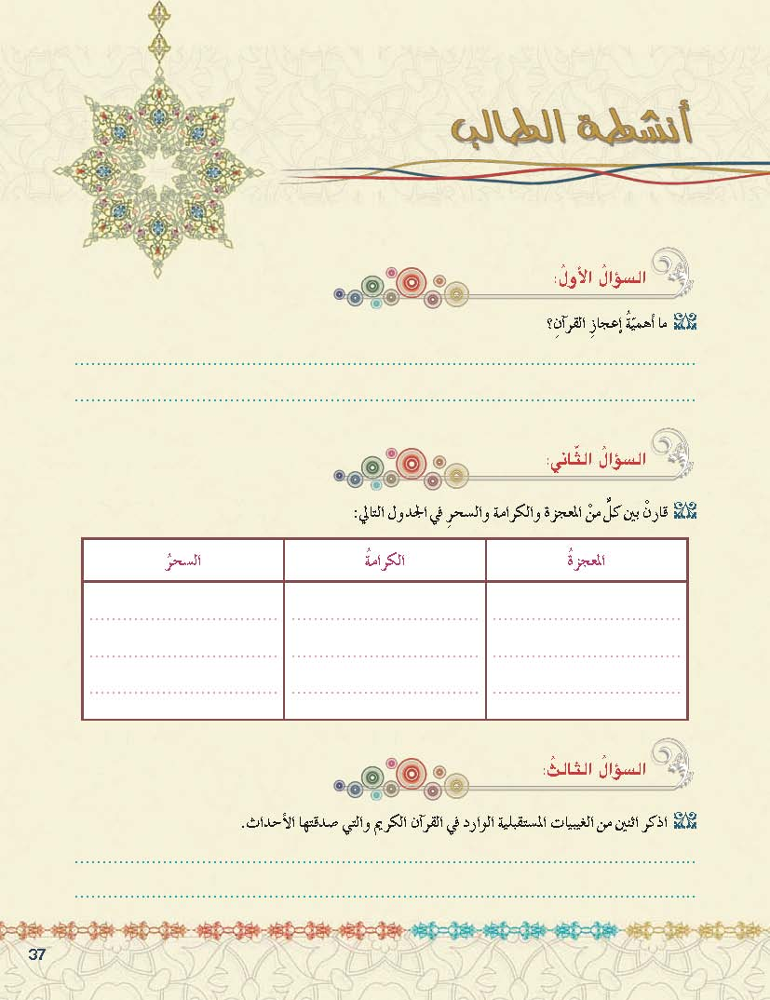 أنشطة الطالب
السؤالُ الأولُ:
ما أهميّةُ إعجازِ القرآنِ؟
السؤالُ الثّاني:
قارنْ بين كلٌ منْ المعجزة والكرامة والسحرِ في الجدول التالي:
المعجزةُ الكرامةُ السحرُ
السؤالُ الثالثُ:
اذكر اثنين من الغيبيات المستقبلية الوارد في القرآن الكريم والتي صدقتها الأحداث.
37